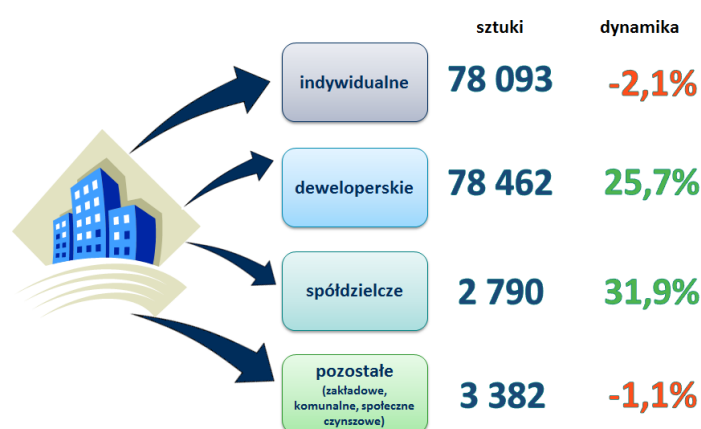 sztuki dynamika
indywidualne 78 093 -2,1%
deweloperskie 78 462 25,7%
spółdzielcze 2 790 31,9%
pozostałe
(zakładowe,
komunalne, społeczne
czynszowe)
3 382 -1,1%